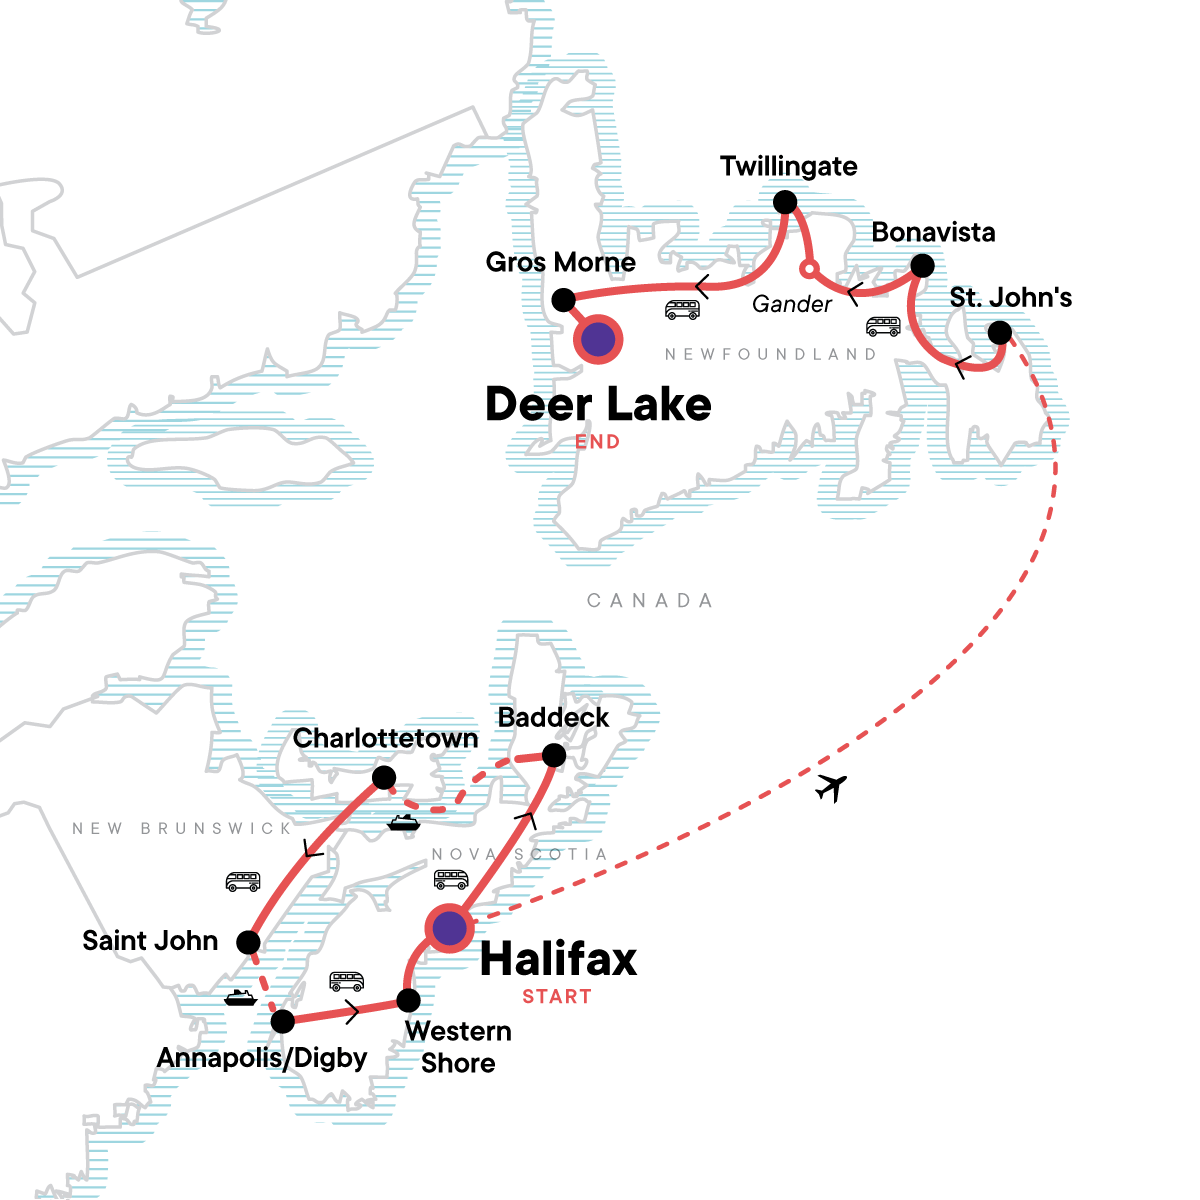 Twillingate
Bonavista
Gros Morne
St. John's
Gander
NEWFOUNDLAND
Deer Lake
END
CANADA
Baddeck
Charlottetown
NEW BRUNSWICK
NOVA SCOTIA
Saint John
Halifax
START
Western
Shore
Annapolis/Digby